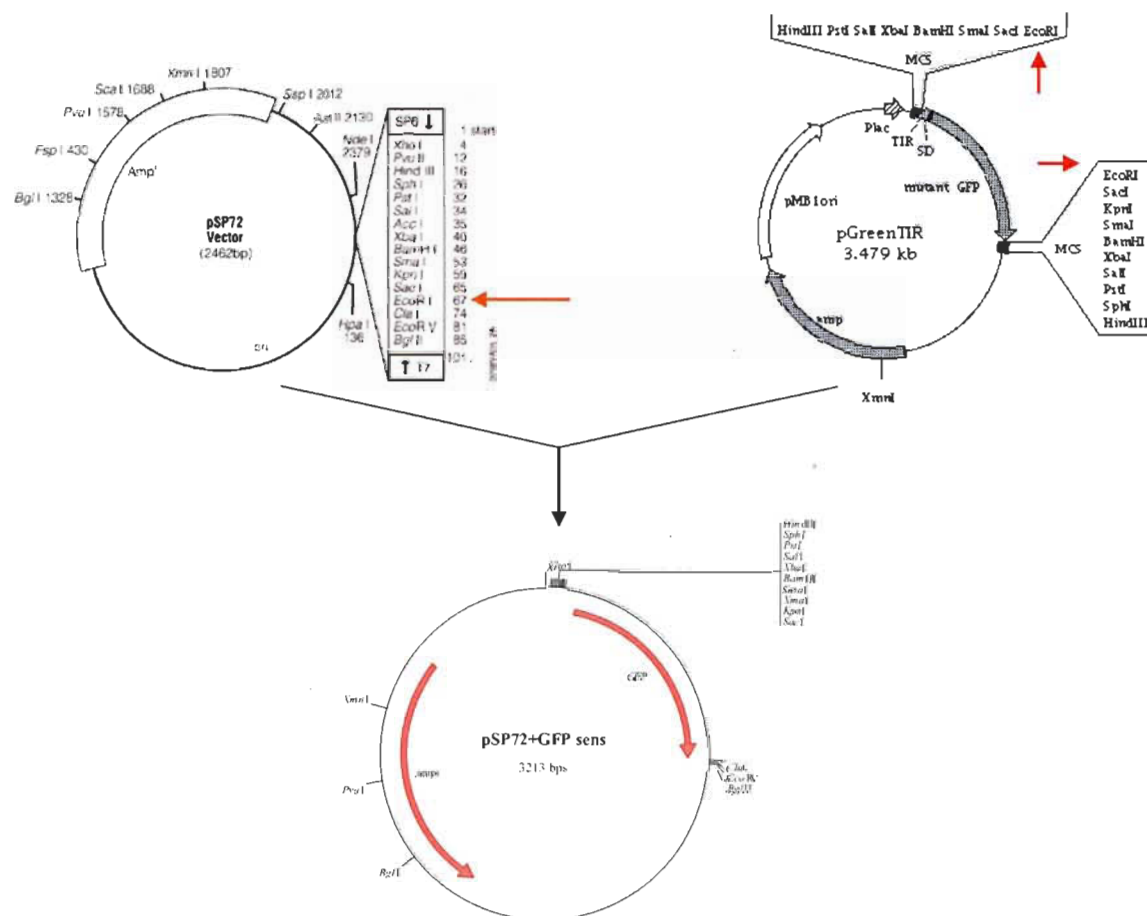 Xmn I 1807
Sca I 1688
Pvu I 1578
Fsp I 430
Bgl I 1328
Ssp I 2012
Aat II 2130
Nde I
2379
Amp^r
pSP72
Vector
(2462bp)
ori
Hpa I
136
SP6 ↓
1 start
Xho I 4
Pvu II 12
Hind III 16
Sph I 26
Pst I 32
Sal I 34
Acc I 35
Xba I 40
BamH I 46
Sma I 53
Kpn I 59
Sac I 65
EcoR I 67
Cla I 74
EcoR V 81
Bgl II 85
↑ T7
101
HindIII PstI SalI XbaI BamHI SmaI SacI EcoRI
MCS
Plac
TIR
SD
mutant GFP
pMB1ori
pGreenTIR
3.479 kb
amp
XmnI
MCS
EcoRI
SacI
KpnI
SmaI
BamHI
XbaI
SalI
PstI
SphI
HindIII
XhoI
HindIII
SphI
PstI
SalI
XbaI
BamHI
SmaI
XmaI
KpnI
SacI
GFP
XmnI
PvuI
BglI
pSP72+GFP sens
3213 bps
ClaI
EcoRV
BglII